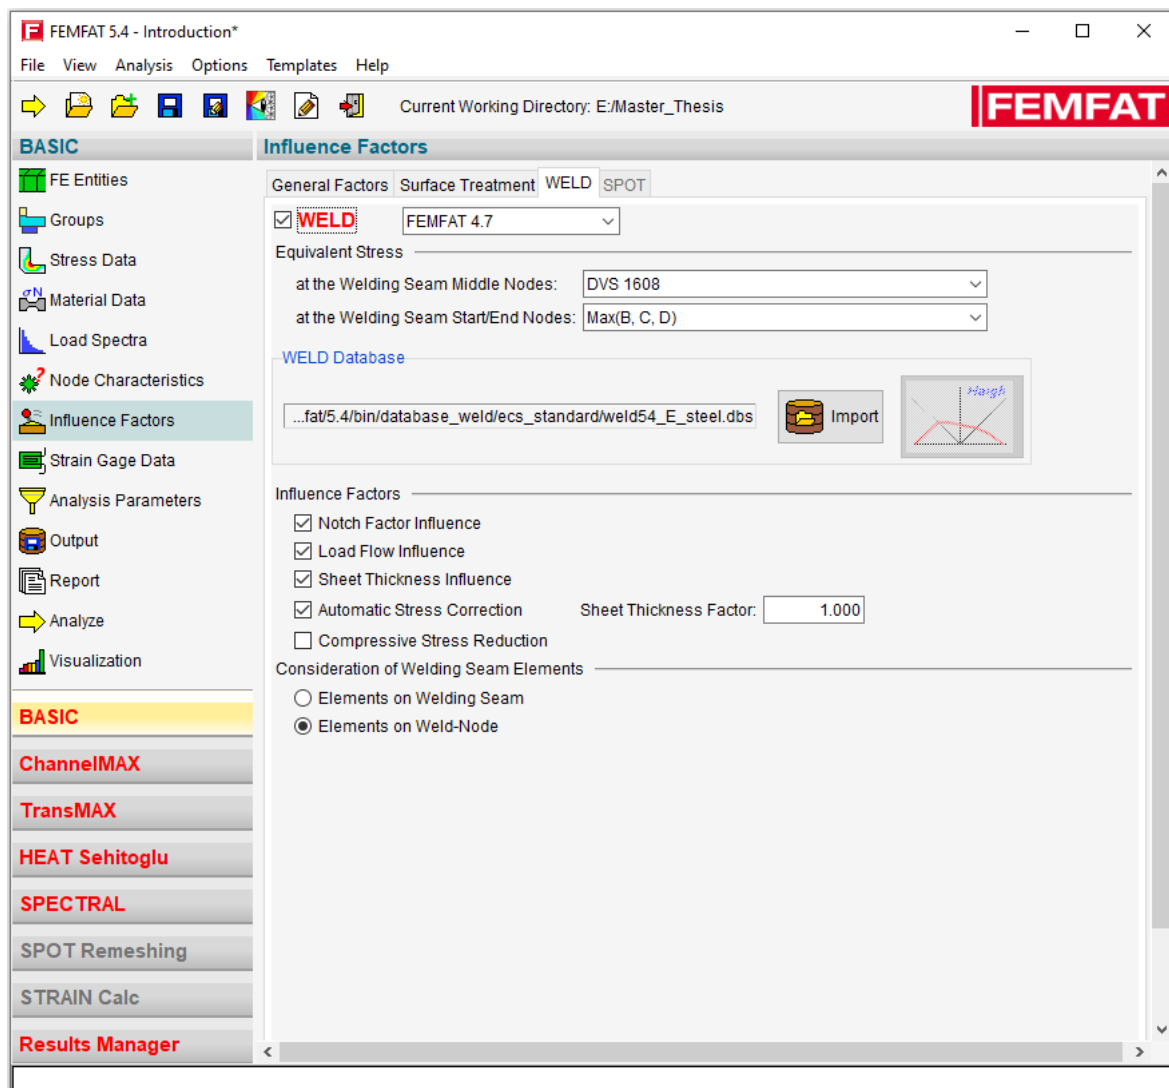 FEMFAT 5.4 - Introduction*
File View Analysis Options Templates Help
Current Working Directory: E:/Master_Thesis
FEMFAT
BASIC
FE Entities
Groups
Stress Data
σN
Material Data
Load Spectra
Node Characteristics
Influence Factors
Strain Gage Data
Analysis Parameters
Output
Report
Analyze
Visualization
BASIC
ChannelMAX
TransMAX
HEAT Sehitoglu
SPECTRAL
SPOT Remeshing
STRAIN Calc
Results Manager
Influence Factors
General Factors Surface Treatment WELD SPOT
WELD FEMFAT 4.7
Equivalent Stress
at the Welding Seam Middle Nodes: DVS 1608
at the Welding Seam Start/End Nodes: Max(B, C, D)
WELD Database
...fat/5.4/bin/database_weld/ecs_standard/weld54_E_steel.dbs Import Haigh
Influence Factors
Notch Factor Influence
Load Flow Influence
Sheet Thickness Influence
Automatic Stress Correction Sheet Thickness Factor: 1.000
Compressive Stress Reduction
Consideration of Welding Seam Elements
Elements on Welding Seam
Elements on Weld-Node